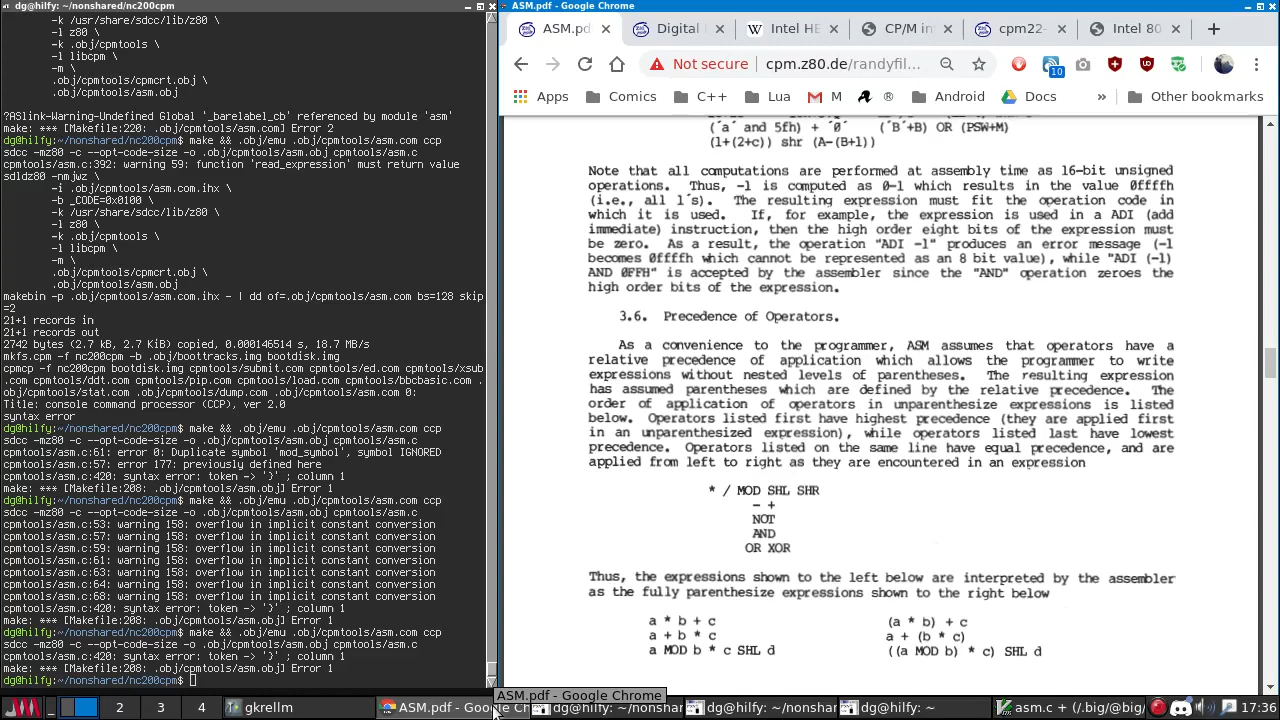 dg@hilfy: ~/nonshared/nc200cpm
-k /usr/share/sdcc/lib/z80 \
-l z80 \
-k .obj/cpmtools \
-l libcpm \
-m \
.obj/cpmtools/cpmcrt.obj \
.obj/cpmtools/asm.obj
?ASlink-Warning-Undefined Global '_barelabel_cb' referenced by module 'asm'
make: *** [Makefile:220: .obj/cpmtools/asm.com] Error 2
dg@hilfy:~/nonshared/nc200cpm$ make && .obj/emu .obj/cpmtools/asm.com ccp
sdcc -mz80 -c --opt-code-size -o .obj/cpmtools/asm.obj cpmtools/asm.c
cpmtools/asm.c:392: warning 59: function 'read_expression' must return value
sdldz80 -nmjwz \
-i .obj/cpmtools/asm.com.ihx \
-b _CODE=0x0100 \
-k /usr/share/sdcc/lib/z80 \
-l z80 \
-k .obj/cpmtools \
-l libcpm \
-m \
.obj/cpmtools/cpmcrt.obj \
.obj/cpmtools/asm.obj
makebin -p .obj/cpmtools/asm.com.ihx - | dd of=.obj/cpmtools/asm.com bs=128 skip
=2
21+1 records in
21+1 records out
2742 bytes (2.7 kB, 2.7 KiB) copied, 0.000146514 s, 18.7 MB/s
mkfs.cpm -f nc200cpm -b .obj/boottracks.img bootdisk.img
cpmcp -f nc200cpm bootdisk.img cpmtools/submit.com cpmtools/ed.com cpmtools/xsub
.com cpmtools/ddt.com cpmtools/pip.com cpmtools/load.com cpmtools/bbcbasic.com .
obj/cpmtools/stat.com .obj/cpmtools/dump.com .obj/cpmtools/asm.com 0:
Title: console command processor (CCP), ver 2.0
syntax error
dg@hilfy:~/nonshared/nc200cpm$ make && .obj/emu .obj/cpmtools/asm.com ccp
sdcc -mz80 -c --opt-code-size -o .obj/cpmtools/asm.obj cpmtools/asm.c
cpmtools/asm.c:61: error 0: Duplicate symbol 'mod_symbol', symbol IGNORED
cpmtools/asm.c:57: error 177: previously defined here
cpmtools/asm.c:420: syntax error: token -> '}' ; column 1
make: *** [Makefile:208: .obj/cpmtools/asm.obj] Error 1
dg@hilfy:~/nonshared/nc200cpm$ make && .obj/emu .obj/cpmtools/asm.com ccp
sdcc -mz80 -c --opt-code-size -o .obj/cpmtools/asm.obj cpmtools/asm.c
cpmtools/asm.c:53: warning 158: overflow in implicit constant conversion
cpmtools/asm.c:57: warning 158: overflow in implicit constant conversion
cpmtools/asm.c:59: warning 158: overflow in implicit constant conversion
cpmtools/asm.c:61: warning 158: overflow in implicit constant conversion
cpmtools/asm.c:63: warning 158: overflow in implicit constant conversion
cpmtools/asm.c:64: warning 158: overflow in implicit constant conversion
cpmtools/asm.c:66: warning 158: overflow in implicit constant conversion
cpmtools/asm.c:420: syntax error: token -> '}' ; column 1
make: *** [Makefile:208: .obj/cpmtools/asm.obj] Error 1
dg@hilfy:~/nonshared/nc200cpm$ make && .obj/emu .obj/cpmtools/asm.com ccp
sdcc -mz80 -c --opt-code-size -o .obj/cpmtools/asm.obj cpmtools/asm.c
cpmtools/asm.c:420: syntax error: token -> '}' ; column 1
make: *** [Makefile:208: .obj/cpmtools/asm.obj] Error 1
dg@hilfy:~/nonshared/nc200cpm$
ASM.pdf - Google Chrome
ASM.pdf Digital Intel HE CP/M in cpm22- Intel 80
Not secure cpm.z80.de/randyfil... 10
Apps Comics C++ Lua M Android Docs » Other bookmarks
(´a´ and 5fh) + ´0´ (´B´+B) OR (PSW+M)
(1+(2+c)) shr (A-(B+1))
Note that all computations are performed at assembly time as 16-bit unsigned
operations. Thus, -1 is computed as 0-1 which results in the value 0ffffh
(i.e., all 1´s). The resulting expression must fit the operation code in
which it is used. If, for example, the expression is used in a ADI (add
immediate) instruction, then the high order eight bits of the expression must
be zero. As a result, the operation "ADI -1" produces an error message (-1
becomes 0ffffh which cannot be represented as an 8 bit value), while "ADI (-1)
AND 0FFH" is accepted by the assembler since the "AND" operation zeroes the
high order bits of the expression.
3.6. Precedence of Operators.
As a convenience to the programmer, ASM assumes that operators have a
relative precedence of application which allows the programmer to write
expressions without nested levels of parentheses. The resulting expression
has assumed parentheses which are defined by the relative precedence. The
order of application of operators in unparenthesize expressions is listed
below. Operators listed first have highest precedence (they are applied first
in an unparenthesized expression), while operators listed last have lowest
precedence. Operators listed on the same line have equal precedence, and are
applied from left to right as they are encountered in an expression
* / MOD SHL SHR
- +
NOT
AND
OR XOR
Thus, the expressions shown to the left below are interpreted by the assembler
as the fully parenthesize expressions shown to the right below
a * b + c (a * b) + c
a + b * c a + (b * c)
a MOD b * c SHL d ((a MOD b) * c) SHL d
ASM.pdf - Google Chrome
2 3 4 gkrellm ASM.pdf - Google Ch dg@hilfy: ~/nonshar dg@hilfy: ~/nonshar dg@hilfy: ~ asm.c + (/.big/@big/ 17:36